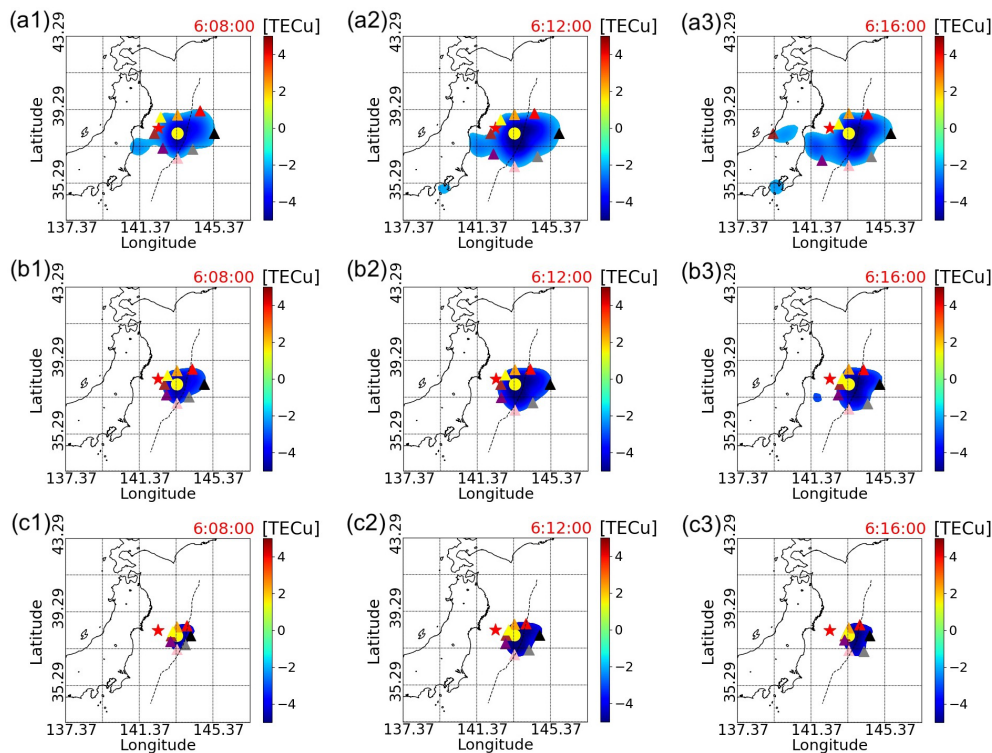 (a1) 6:08:00 [TECu]
43.29
39.29
35.29
Latitude
137.37 141.37 145.37
Longitude
4
2
0
−2
−4
(a2) 6:12:00 [TECu]
43.29
39.29
35.29
Latitude
137.37 141.37 145.37
Longitude
4
2
0
−2
−4
(a3) 6:16:00 [TECu]
43.29
39.29
35.29
Latitude
137.37 141.37 145.37
Longitude
4
2
0
−2
−4
(b1) 6:08:00 [TECu]
43.29
39.29
35.29
Latitude
137.37 141.37 145.37
Longitude
4
2
0
−2
−4
(b2) 6:12:00 [TECu]
43.29
39.29
35.29
Latitude
137.37 141.37 145.37
Longitude
4
2
0
−2
−4
(b3) 6:16:00 [TECu]
43.29
39.29
35.29
Latitude
137.37 141.37 145.37
Longitude
4
2
0
−2
−4
(c1) 6:08:00 [TECu]
43.29
39.29
35.29
Latitude
137.37 141.37 145.37
Longitude
4
2
0
−2
−4
(c2) 6:12:00 [TECu]
43.29
39.29
35.29
Latitude
137.37 141.37 145.37
Longitude
4
2
0
−2
−4
(c3) 6:16:00 [TECu]
43.29
39.29
35.29
Latitude
137.37 141.37 145.37
Longitude
4
2
0
−2
−4